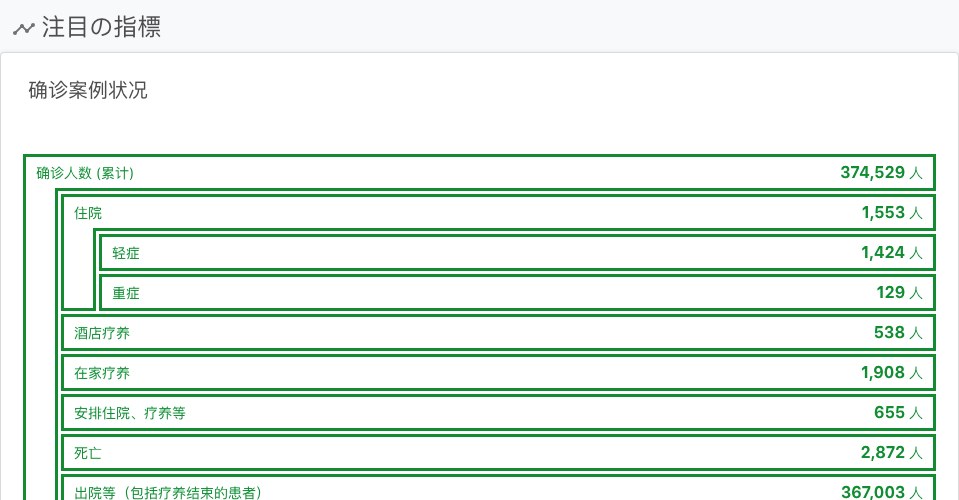 注目の指標
确诊案例状况
确诊人数 (累计) 374,529 人
住院 1,553 人
轻症 1,424 人
重症 129 人
酒店疗养 538 人
在家疗养 1,908 人
安排住院、疗养等 655 人
死亡 2,872 人
出院等（包括疗养结束的患者） 367,003 人